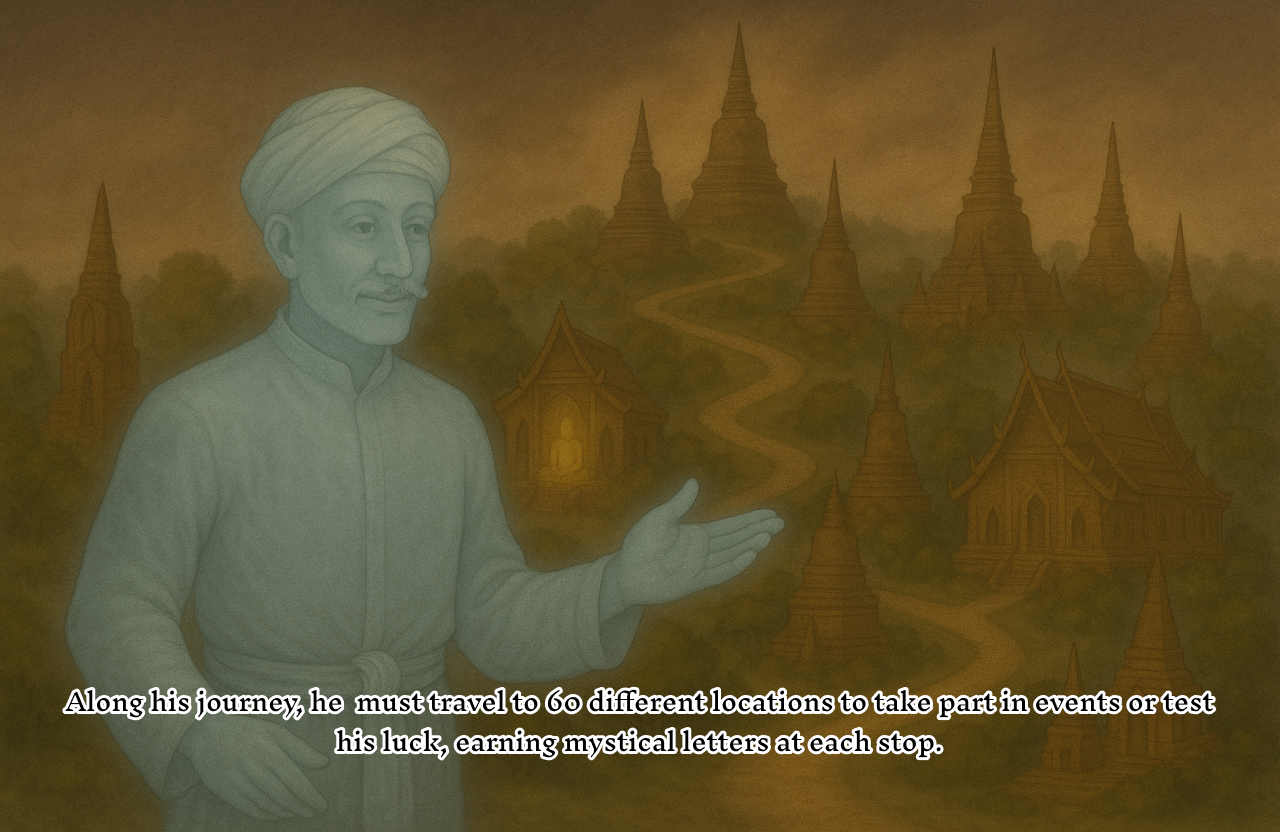 Along his journey, he  must travel to 60 different locations to take part in events or test
his luck, earning mystical letters at each stop.